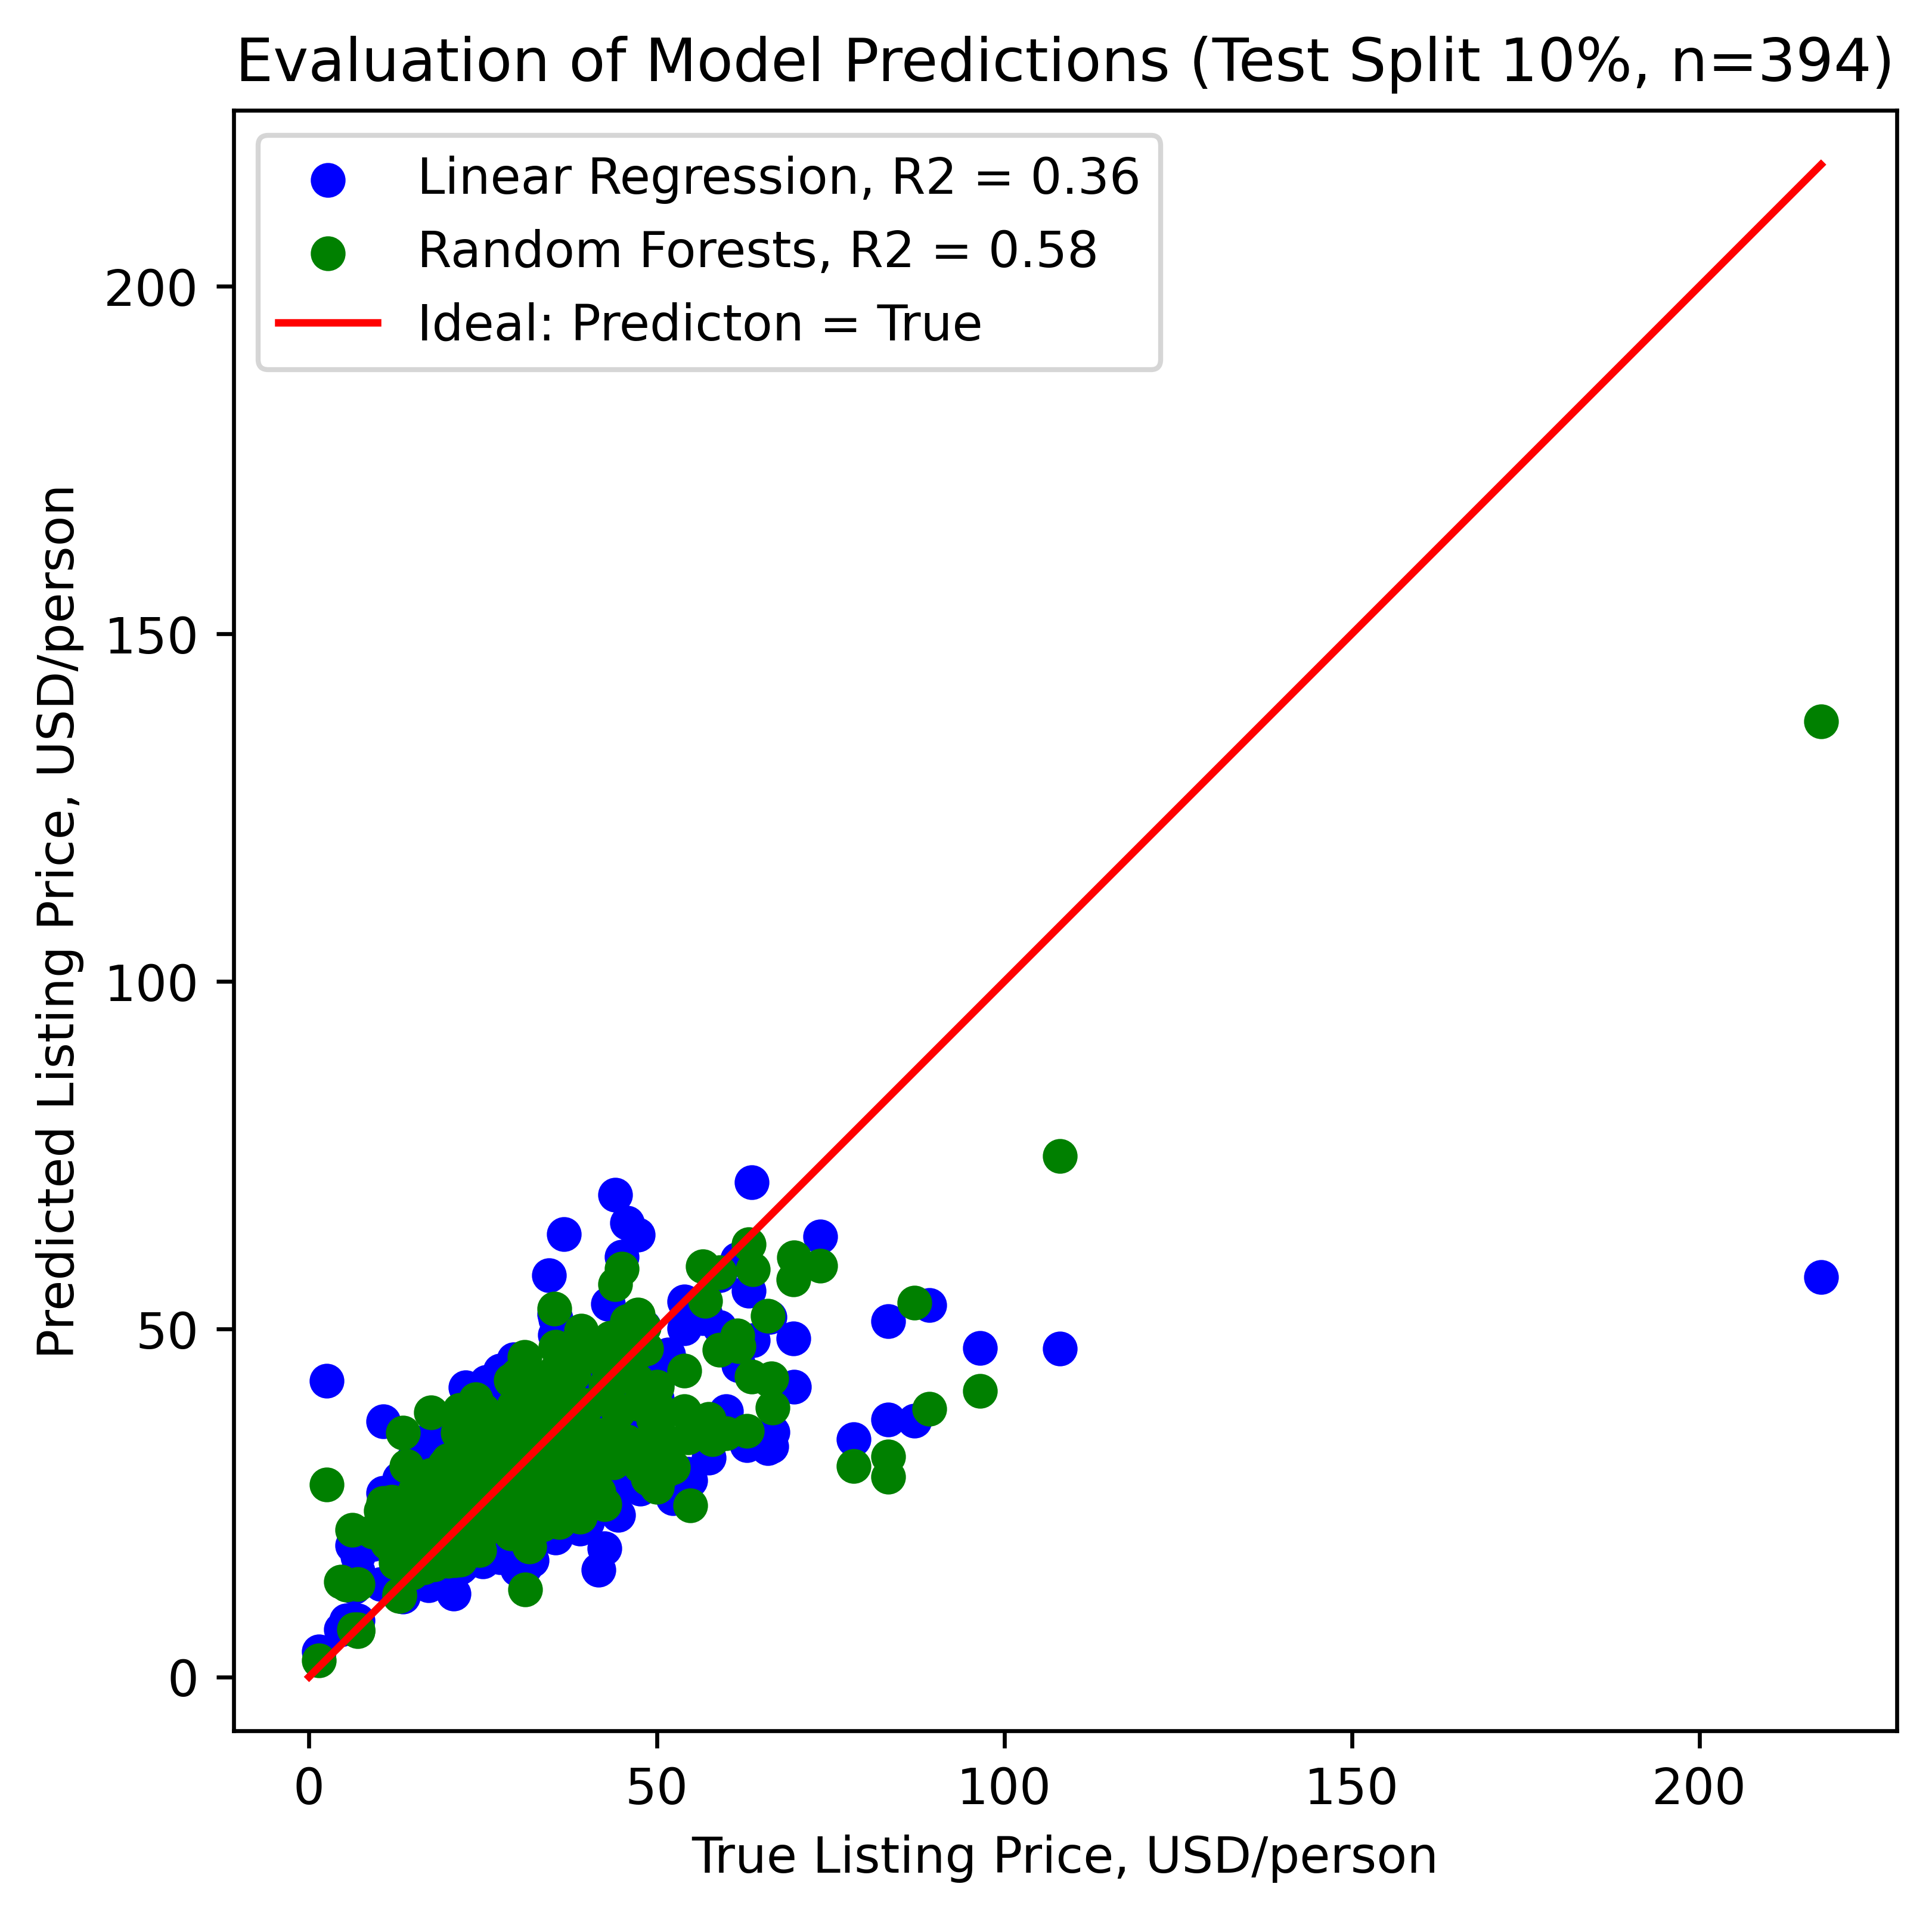 Evaluation of Model Predictions (Test Split 10%, n=394)
Linear Regression, R2 = 0.36
Random Forests, R2 = 0.58
Ideal: Predicton = True
Predicted Listing Price, USD/person
200
150
100
50
0
0 50 100 150 200
True Listing Price, USD/person